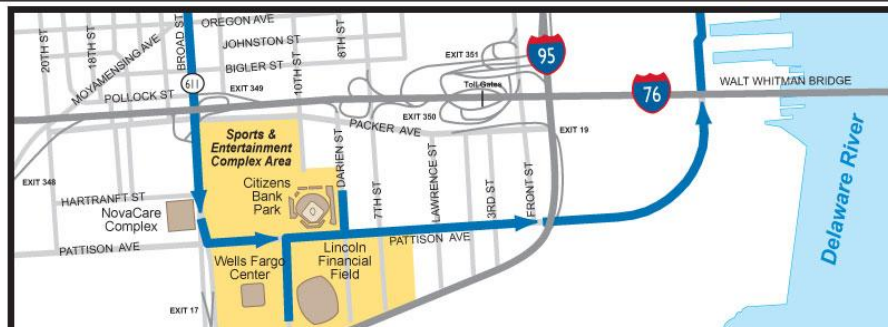 OREGON AVE
20TH ST
18TH ST
MOYAMENSING AVE
BROAD ST
JOHNSTON ST
10TH ST
8TH ST
BIGLER ST
EXIT 351
95
611
POLLOCK ST
EXIT 349
Toll Gates
76
WALT WHITMAN BRIDGE
EXIT 350
PACKER AVE
EXIT 19
Sports &
Entertainment
Complex Area
EXIT 348
DARIEN ST
7TH ST
LAWRENCE ST
3RD ST
FRONT ST
HARTRANFT ST
Citizens
Bank
Park
NovaCare
Complex
PATTISON AVE
PATTISON AVE
Wells Fargo
Center
Lincoln
Financial
Field
EXIT 17
Delaware River